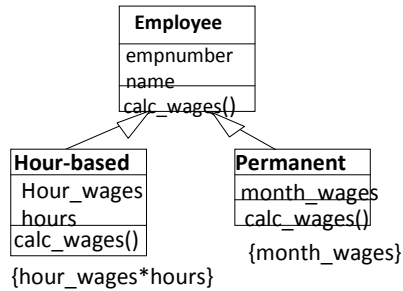 Employee
empnumber
name
calc_wages()
Hour-based
Hour_wages
hours
calc_wages()
{hour_wages*hours}
Permanent
month_wages
calc_wages()
{month_wages}